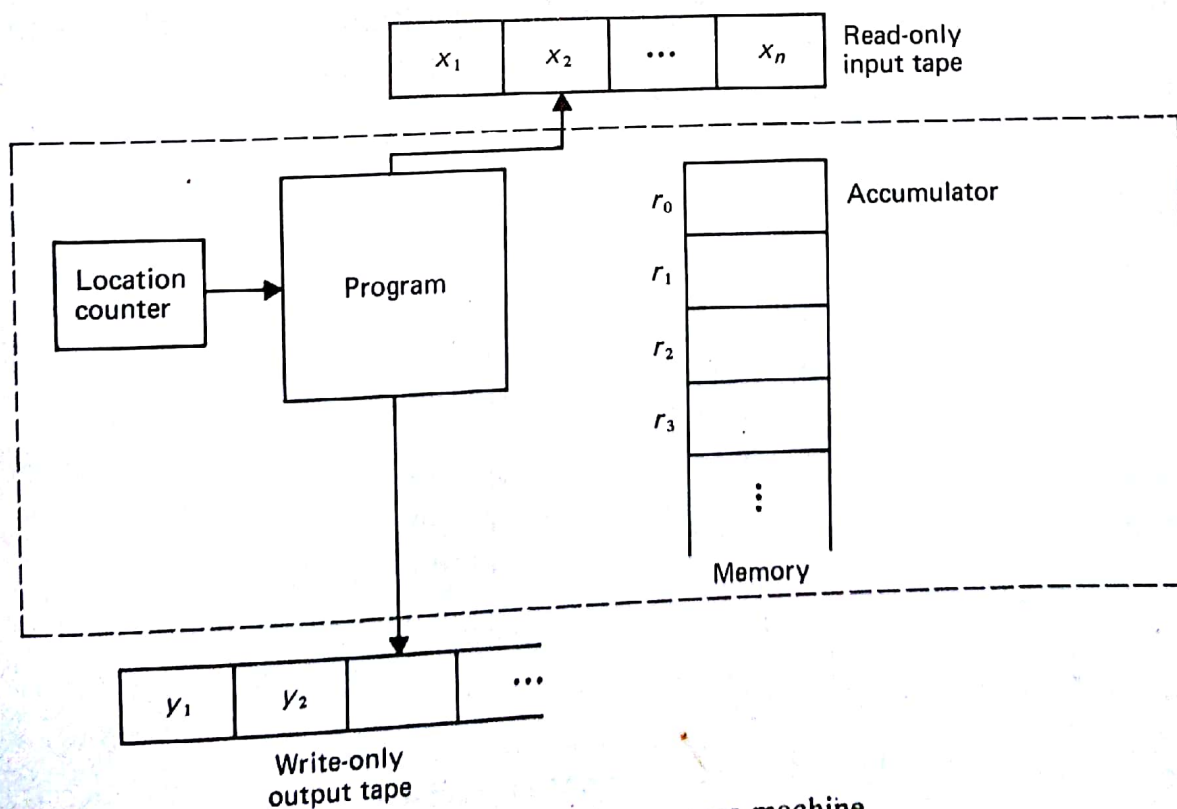 x₁ x₂ ... xₙ
Read-only
input tape
Location
counter
Program
r₀
r₁
r₂
r₃
⋮
Accumulator
Memory
y₁ y₂ ...
Write-only
output tape
machine